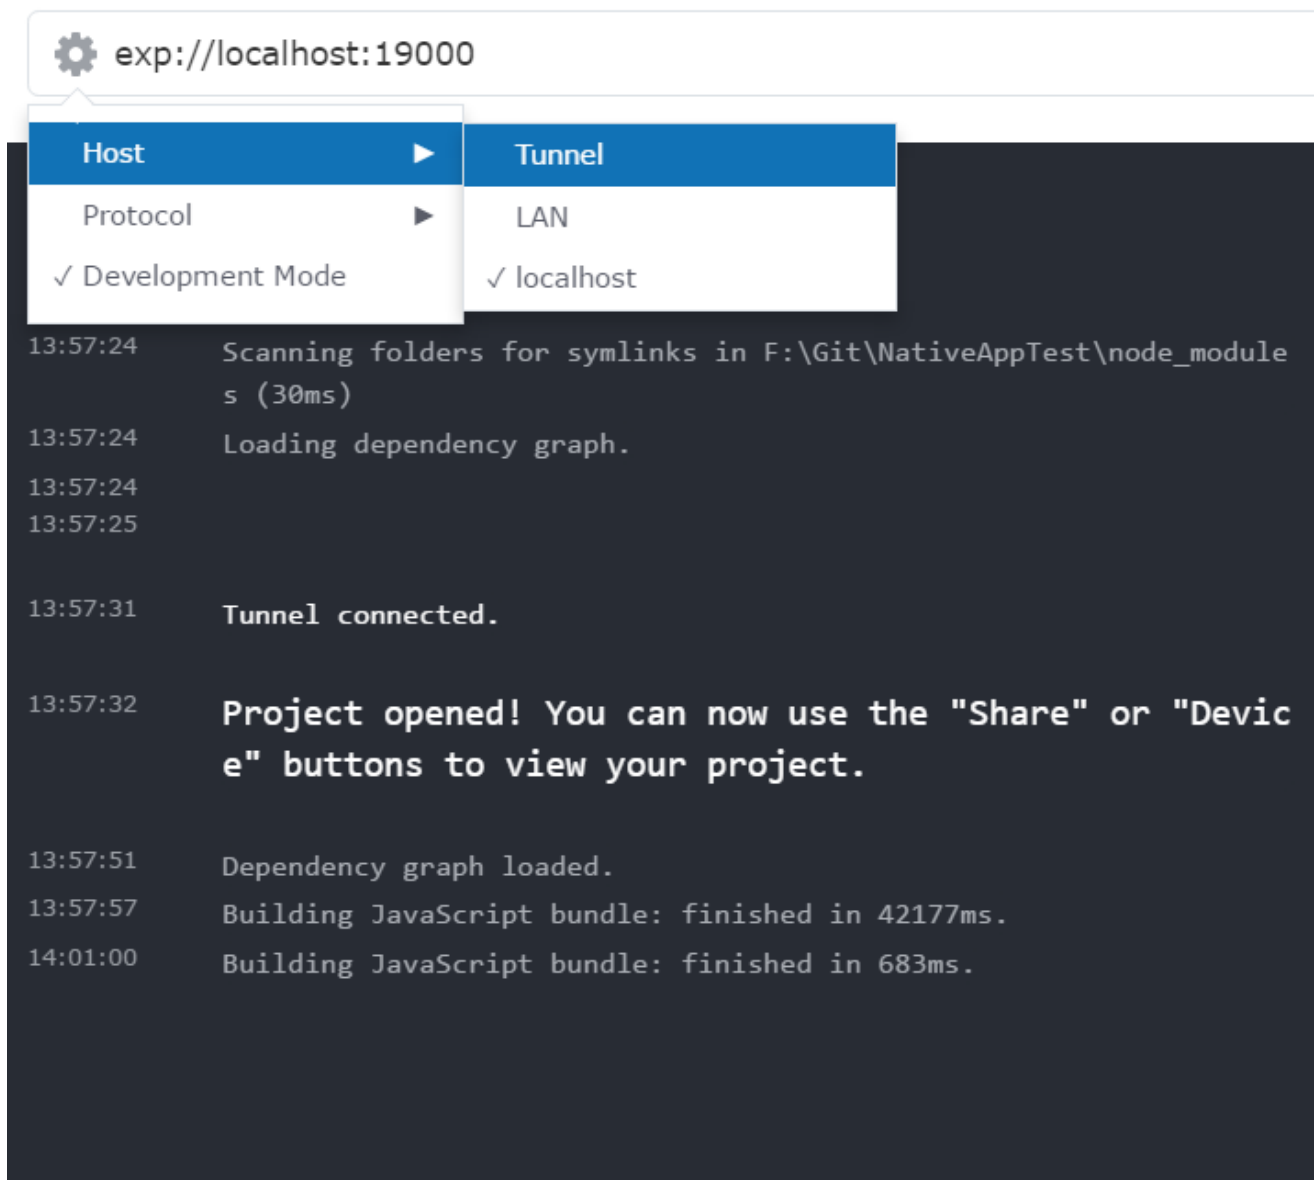 exp://localhost:19000
Host ▶
Tunnel
Protocol ▶
LAN
✓ Development Mode
✓ localhost
13:57:24 Scanning folders for symlinks in F:\Git\NativeAppTest\node_module
s (30ms)
13:57:24 Loading dependency graph.
13:57:24
13:57:25
13:57:31 Tunnel connected.
13:57:32 Project opened! You can now use the "Share" or "Devic
e" buttons to view your project.
13:57:51 Dependency graph loaded.
13:57:57 Building JavaScript bundle: finished in 42177ms.
14:01:00 Building JavaScript bundle: finished in 683ms.